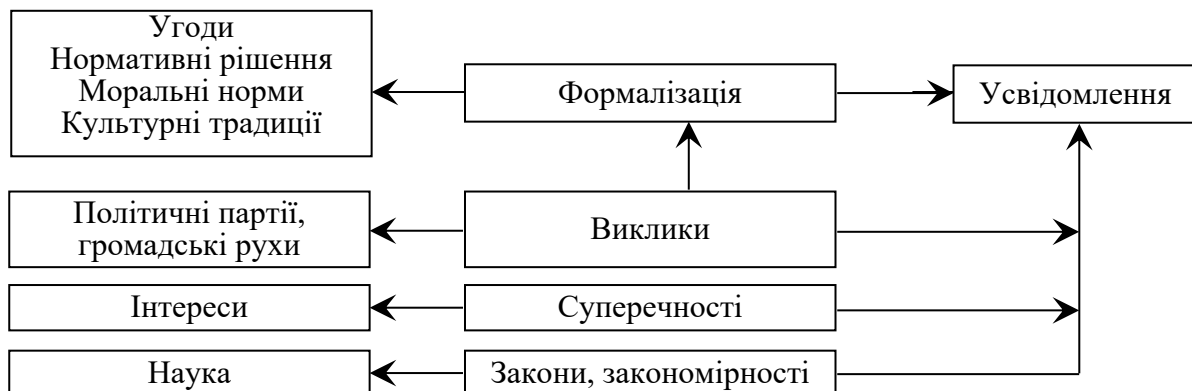 Угоди
Нормативні рішення
Моральні норми
Культурні традиції
Формалізація
Усвідомлення
Політичні партії,
громадські рухи
Виклики
Інтереси
Суперечності
Наука
Закони, закономірності